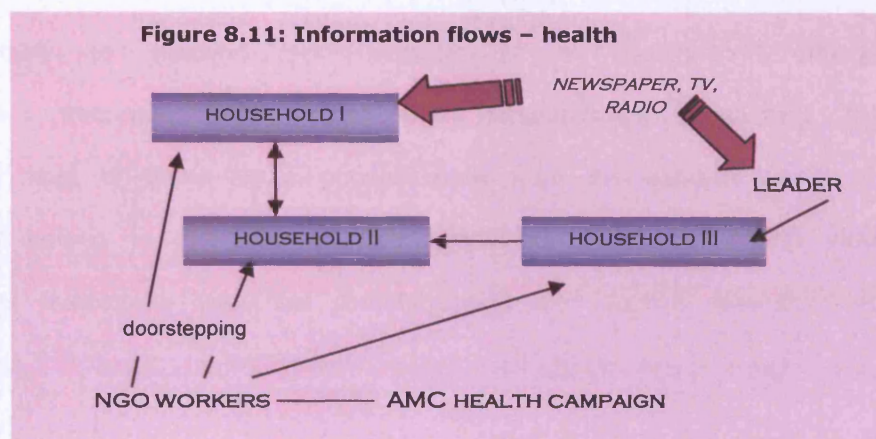 Figure 8.11: Information flows – health
NEWSPAPER, TV,
RADIO
HOUSEHOLD I
LEADER
HOUSEHOLD II
HOUSEHOLD III
doorstepping
NGO WORKERS
AMC HEALTH CAMPAIGN